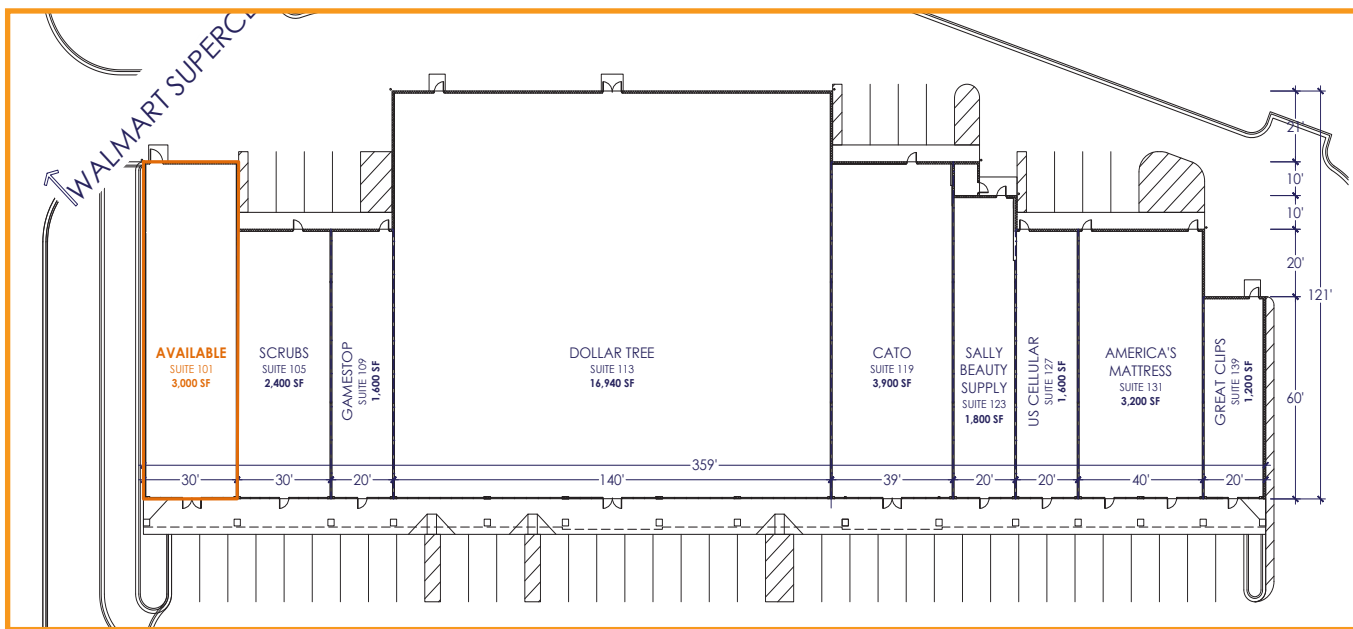 WALMART SUPERCE
AVAILABLE
SUITE 101
3,000 SF
SCRUBS
SUITE 105
2,400 SF
GAMESTOP
SUITE 109
1,600 SF
DOLLAR TREE
SUITE 113
16,940 SF
CATO
SUITE 119
3,900 SF
SALLY
BEAUTY
SUPPLY
SUITE 123
1,800 SF
US CELLULAR
SUITE 127
1,600 SF
AMERICA'S
MATTRESS
SUITE 131
3,200 SF
GREAT CLIPS
SUITE 139
1,200 SF
21'
10'
10'
20'
121'
60'
359'
30'
30'
20'
140'
39'
20'
20'
40'
20'